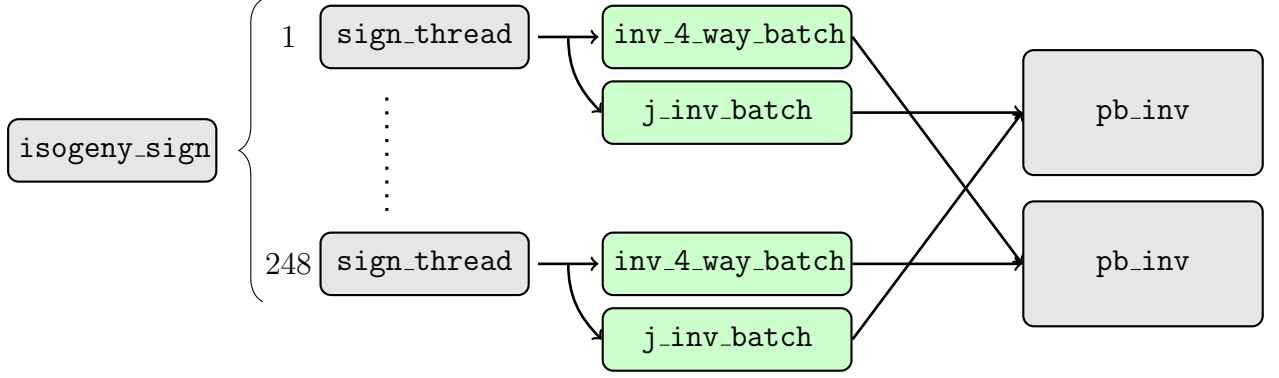 isogeny_sign
1
sign_thread
inv_4_way_batch
j_inv_batch
pb_inv
248
sign_thread
inv_4_way_batch
j_inv_batch
pb_inv